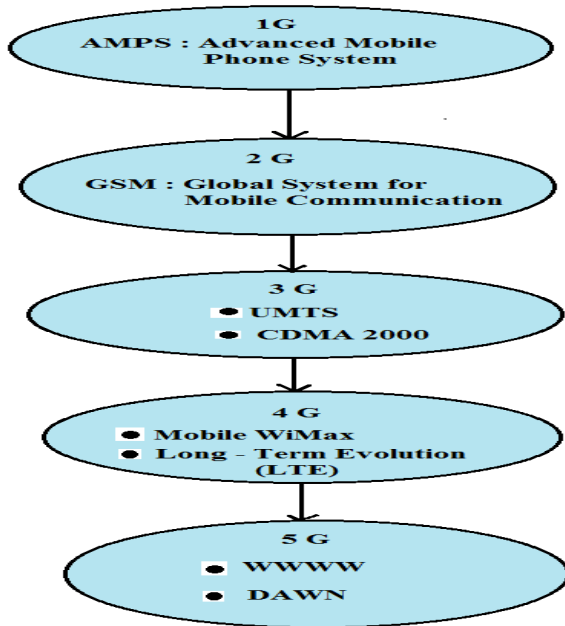 1G
AMPS : Advanced Mobile
Phone System
2 G
GSM : Global System for
Mobile Communication
3 G
● UMTS
● CDMA 2000
4 G
● Mobile WiMax
● Long - Term Evolution
(LTE)
5 G
● WWWW
● DAWN